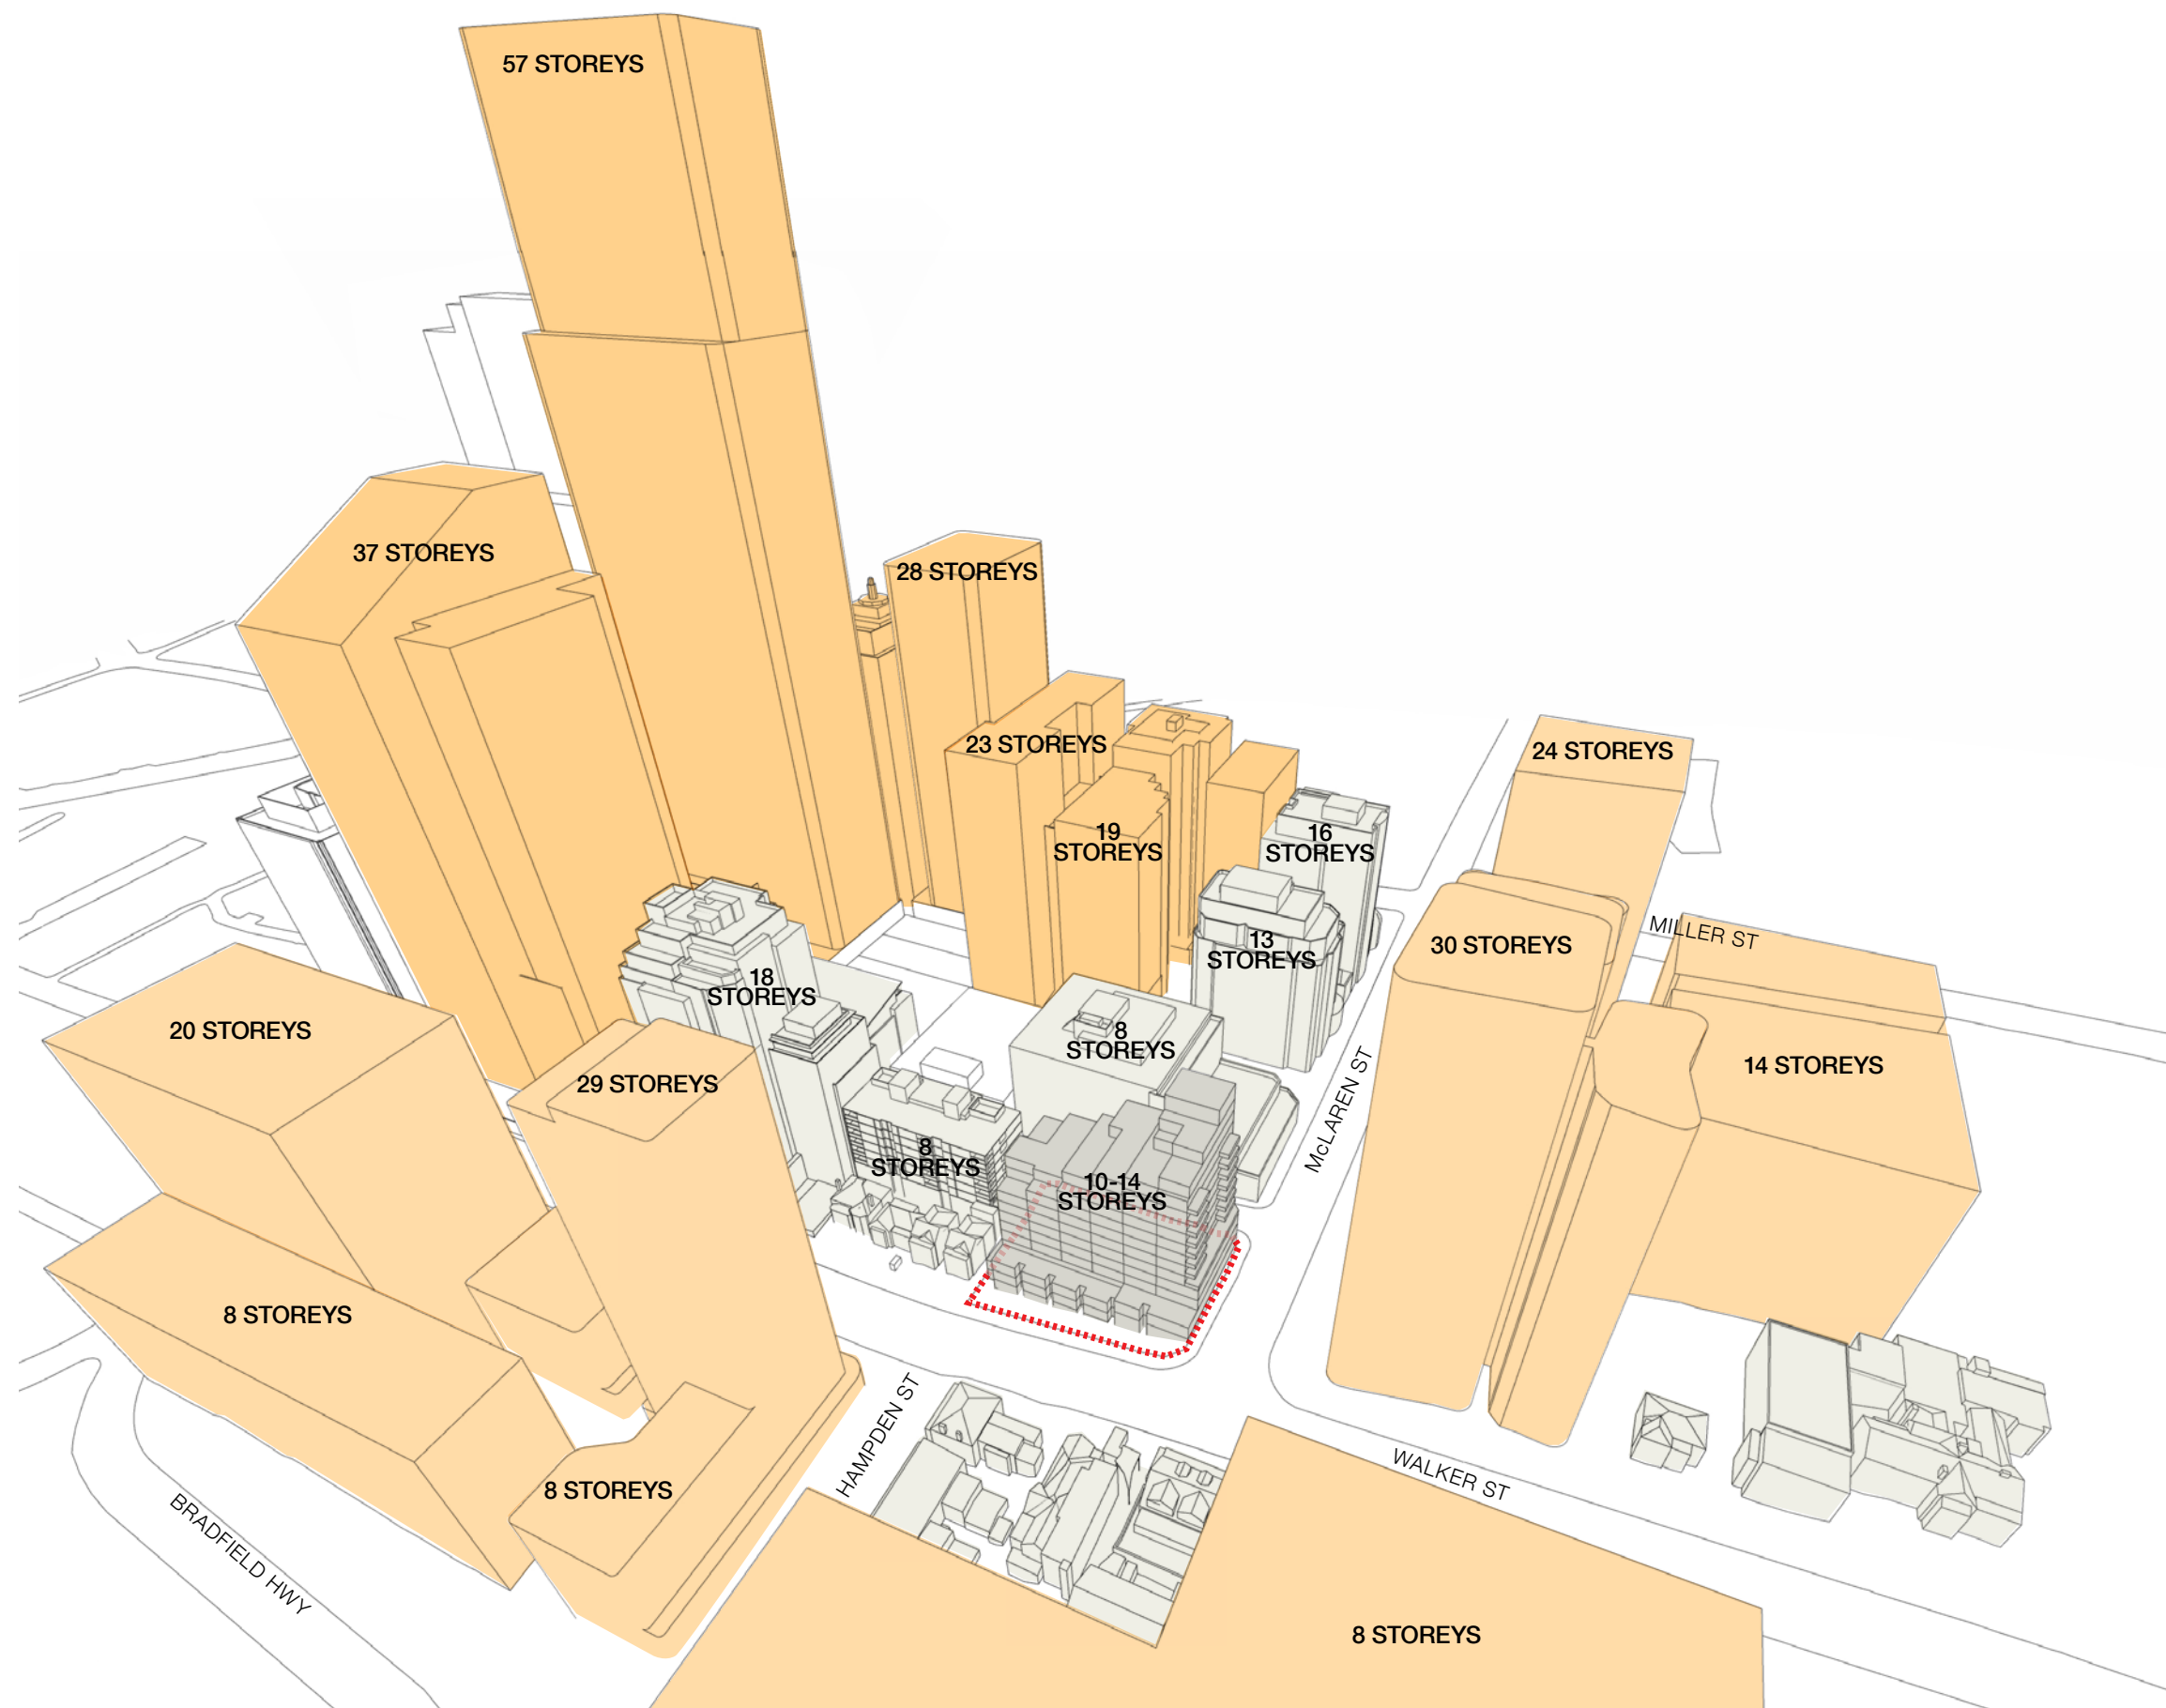 57 STOREYS
37 STOREYS
28 STOREYS
23 STOREYS
24 STOREYS
19
STOREYS
16
STOREYS
MILLER ST
30 STOREYS
13
STOREYS
18
STOREYS
20 STOREYS
8
STOREYS
14 STOREYS
29 STOREYS
McLAREN ST
8
STOREYS
10-14
STOREYS
8 STOREYS
HAMPDEN ST
WALKER ST
8 STOREYS
BRADFIELD HWY
8 STOREYS